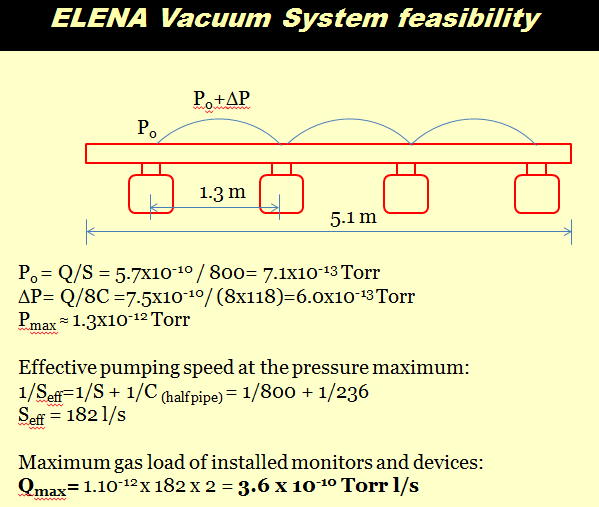 ELENA Vacuum System feasibility
Pₒ+ΔP
Pₒ
1.3 m
5.1 m
Pₒ = Q/S = 5.7x10⁻¹⁰ / 800= 7.1x10⁻¹³ Torr
ΔP= Q/8C =7.5x10⁻¹⁰/ (8x118)=6.0x10⁻¹³Torr
Pmax ≈ 1.3x10⁻¹² Torr
Effective pumping speed at the pressure maximum:
1/Seff=1/S + 1/C (half pipe) = 1/800 + 1/236
Seff = 182 l/s
Maximum gas load of installed monitors and devices:
Qmax= 1.10⁻¹² x 182 x 2 = 3.6 x 10⁻¹⁰ Torr l/s